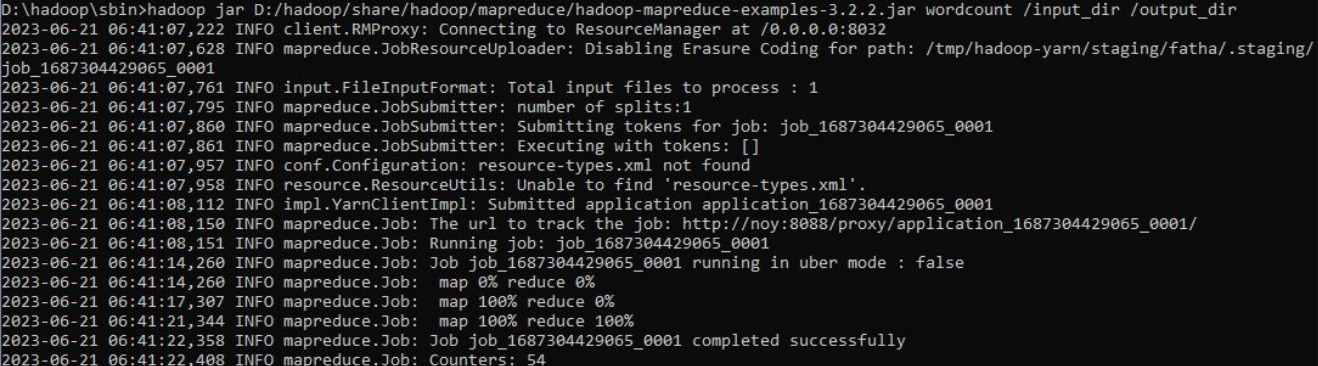 D:\hadoop\sbin>hadoop jar D:/hadoop/share/hadoop/mapreduce/hadoop-mapreduce-examples-3.2.2.jar wordcount /input_dir /output_dir
2023-06-21 06:41:07,222 INFO client.RMProxy: Connecting to ResourceManager at /0.0.0.0:8032
2023-06-21 06:41:07,628 INFO mapreduce.JobResourceUploader: Disabling Erasure Coding for path: /tmp/hadoop-yarn/staging/fatha/.staging/
job_1687304429065_0001
2023-06-21 06:41:07,761 INFO input.FileInputFormat: Total input files to process : 1
2023-06-21 06:41:07,795 INFO mapreduce.JobSubmitter: number of splits:1
2023-06-21 06:41:07,860 INFO mapreduce.JobSubmitter: Submitting tokens for job: job_1687304429065_0001
2023-06-21 06:41:07,861 INFO mapreduce.JobSubmitter: Executing with tokens: []
2023-06-21 06:41:07,957 INFO conf.Configuration: resource-types.xml not found
2023-06-21 06:41:07,958 INFO resource.ResourceUtils: Unable to find 'resource-types.xml'.
2023-06-21 06:41:08,112 INFO impl.YarnClientImpl: Submitted application application_1687304429065_0001
2023-06-21 06:41:08,150 INFO mapreduce.Job: The url to track the job: http://noy:8088/proxy/application_1687304429065_0001/
2023-06-21 06:41:08,151 INFO mapreduce.Job: Running job: job_1687304429065_0001
2023-06-21 06:41:14,260 INFO mapreduce.Job: Job job_1687304429065_0001 running in uber mode : false
2023-06-21 06:41:14,260 INFO mapreduce.Job:  map 0% reduce 0%
2023-06-21 06:41:17,307 INFO mapreduce.Job:  map 100% reduce 0%
2023-06-21 06:41:21,344 INFO mapreduce.Job:  map 100% reduce 100%
2023-06-21 06:41:22,358 INFO mapreduce.Job: Job job_1687304429065_0001 completed successfully
2023-06-21 06:41:22,408 INFO mapreduce.Job: Counters: 54